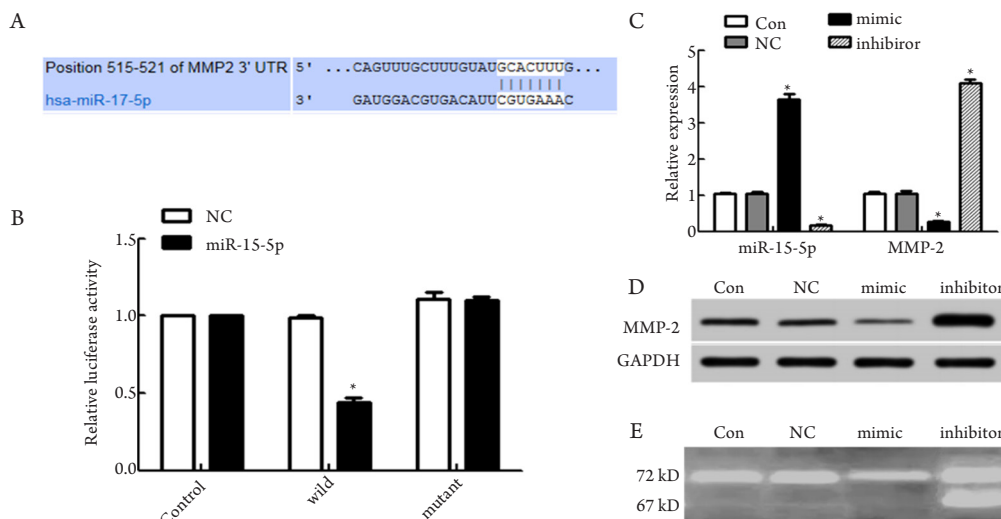 A
Position 515-521 of MMP2 3' UTR 5' ...CAGUUUGCUUUGUAUGCACUUUG...
hsa-miR-17-5p 3' GAUGGACGUGACAUUCGUGAAAC
B
NC
miR-15-5p
Relative luciferase activity
1.5
1.0
0.5
0.0
*
Control wild mutant
C
Con mimic
NC inhibiror
Relative expression
5
4
3
2
1
0
* * * *
miR-15-5p MMP-2
D
Con NC mimic inhibitor
MMP-2
GAPDH
E
Con NC mimic inhibitor
72 kD
67 kD